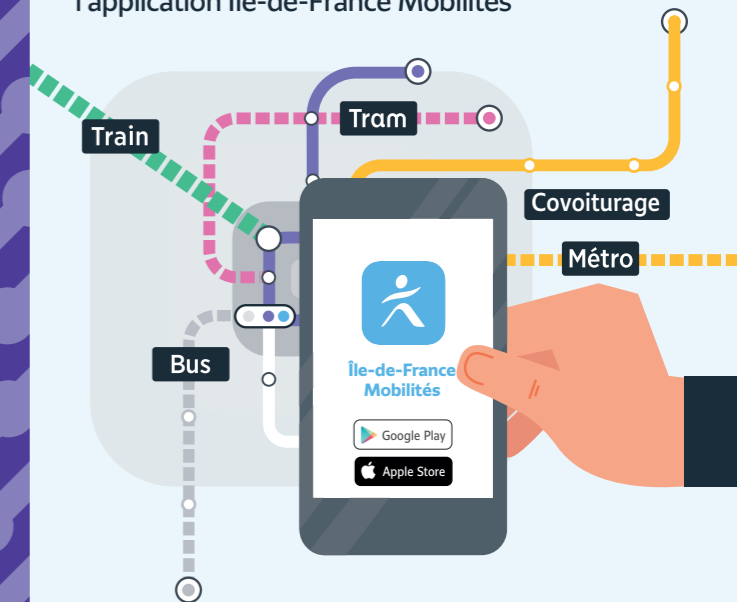 l'application Île-de-France Mobilités
Tram
Train
Covoiturage
Métro
Bus
Île-de-France
Mobilités
Google Play
Apple Store